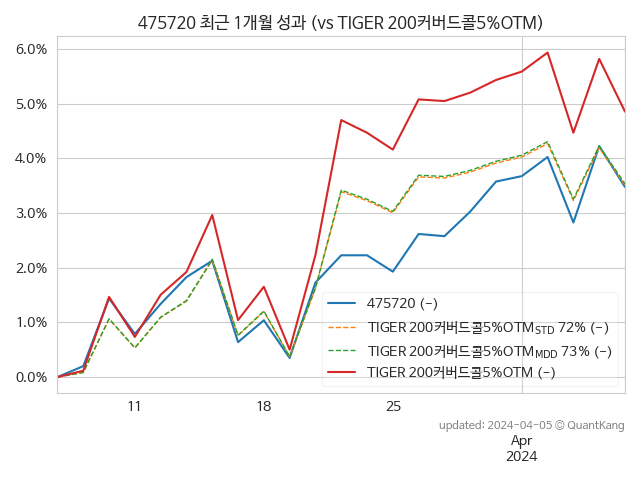 475720 최근 1개월 성과 (vs TIGER 200커버드콜5%OTM)
6.0%
5.0%
4.0%
3.0%
2.0%
1.0%
0.0%
475720 (-)
TIGER 200커버드콜5%OTM_STD 72% (-)
TIGER 200커버드콜5%OTM_MDD 73% (-)
TIGER 200커버드콜5%OTM (-)
11
18
25
updated: 2024-04-05 © QuantKang
Apr
2024